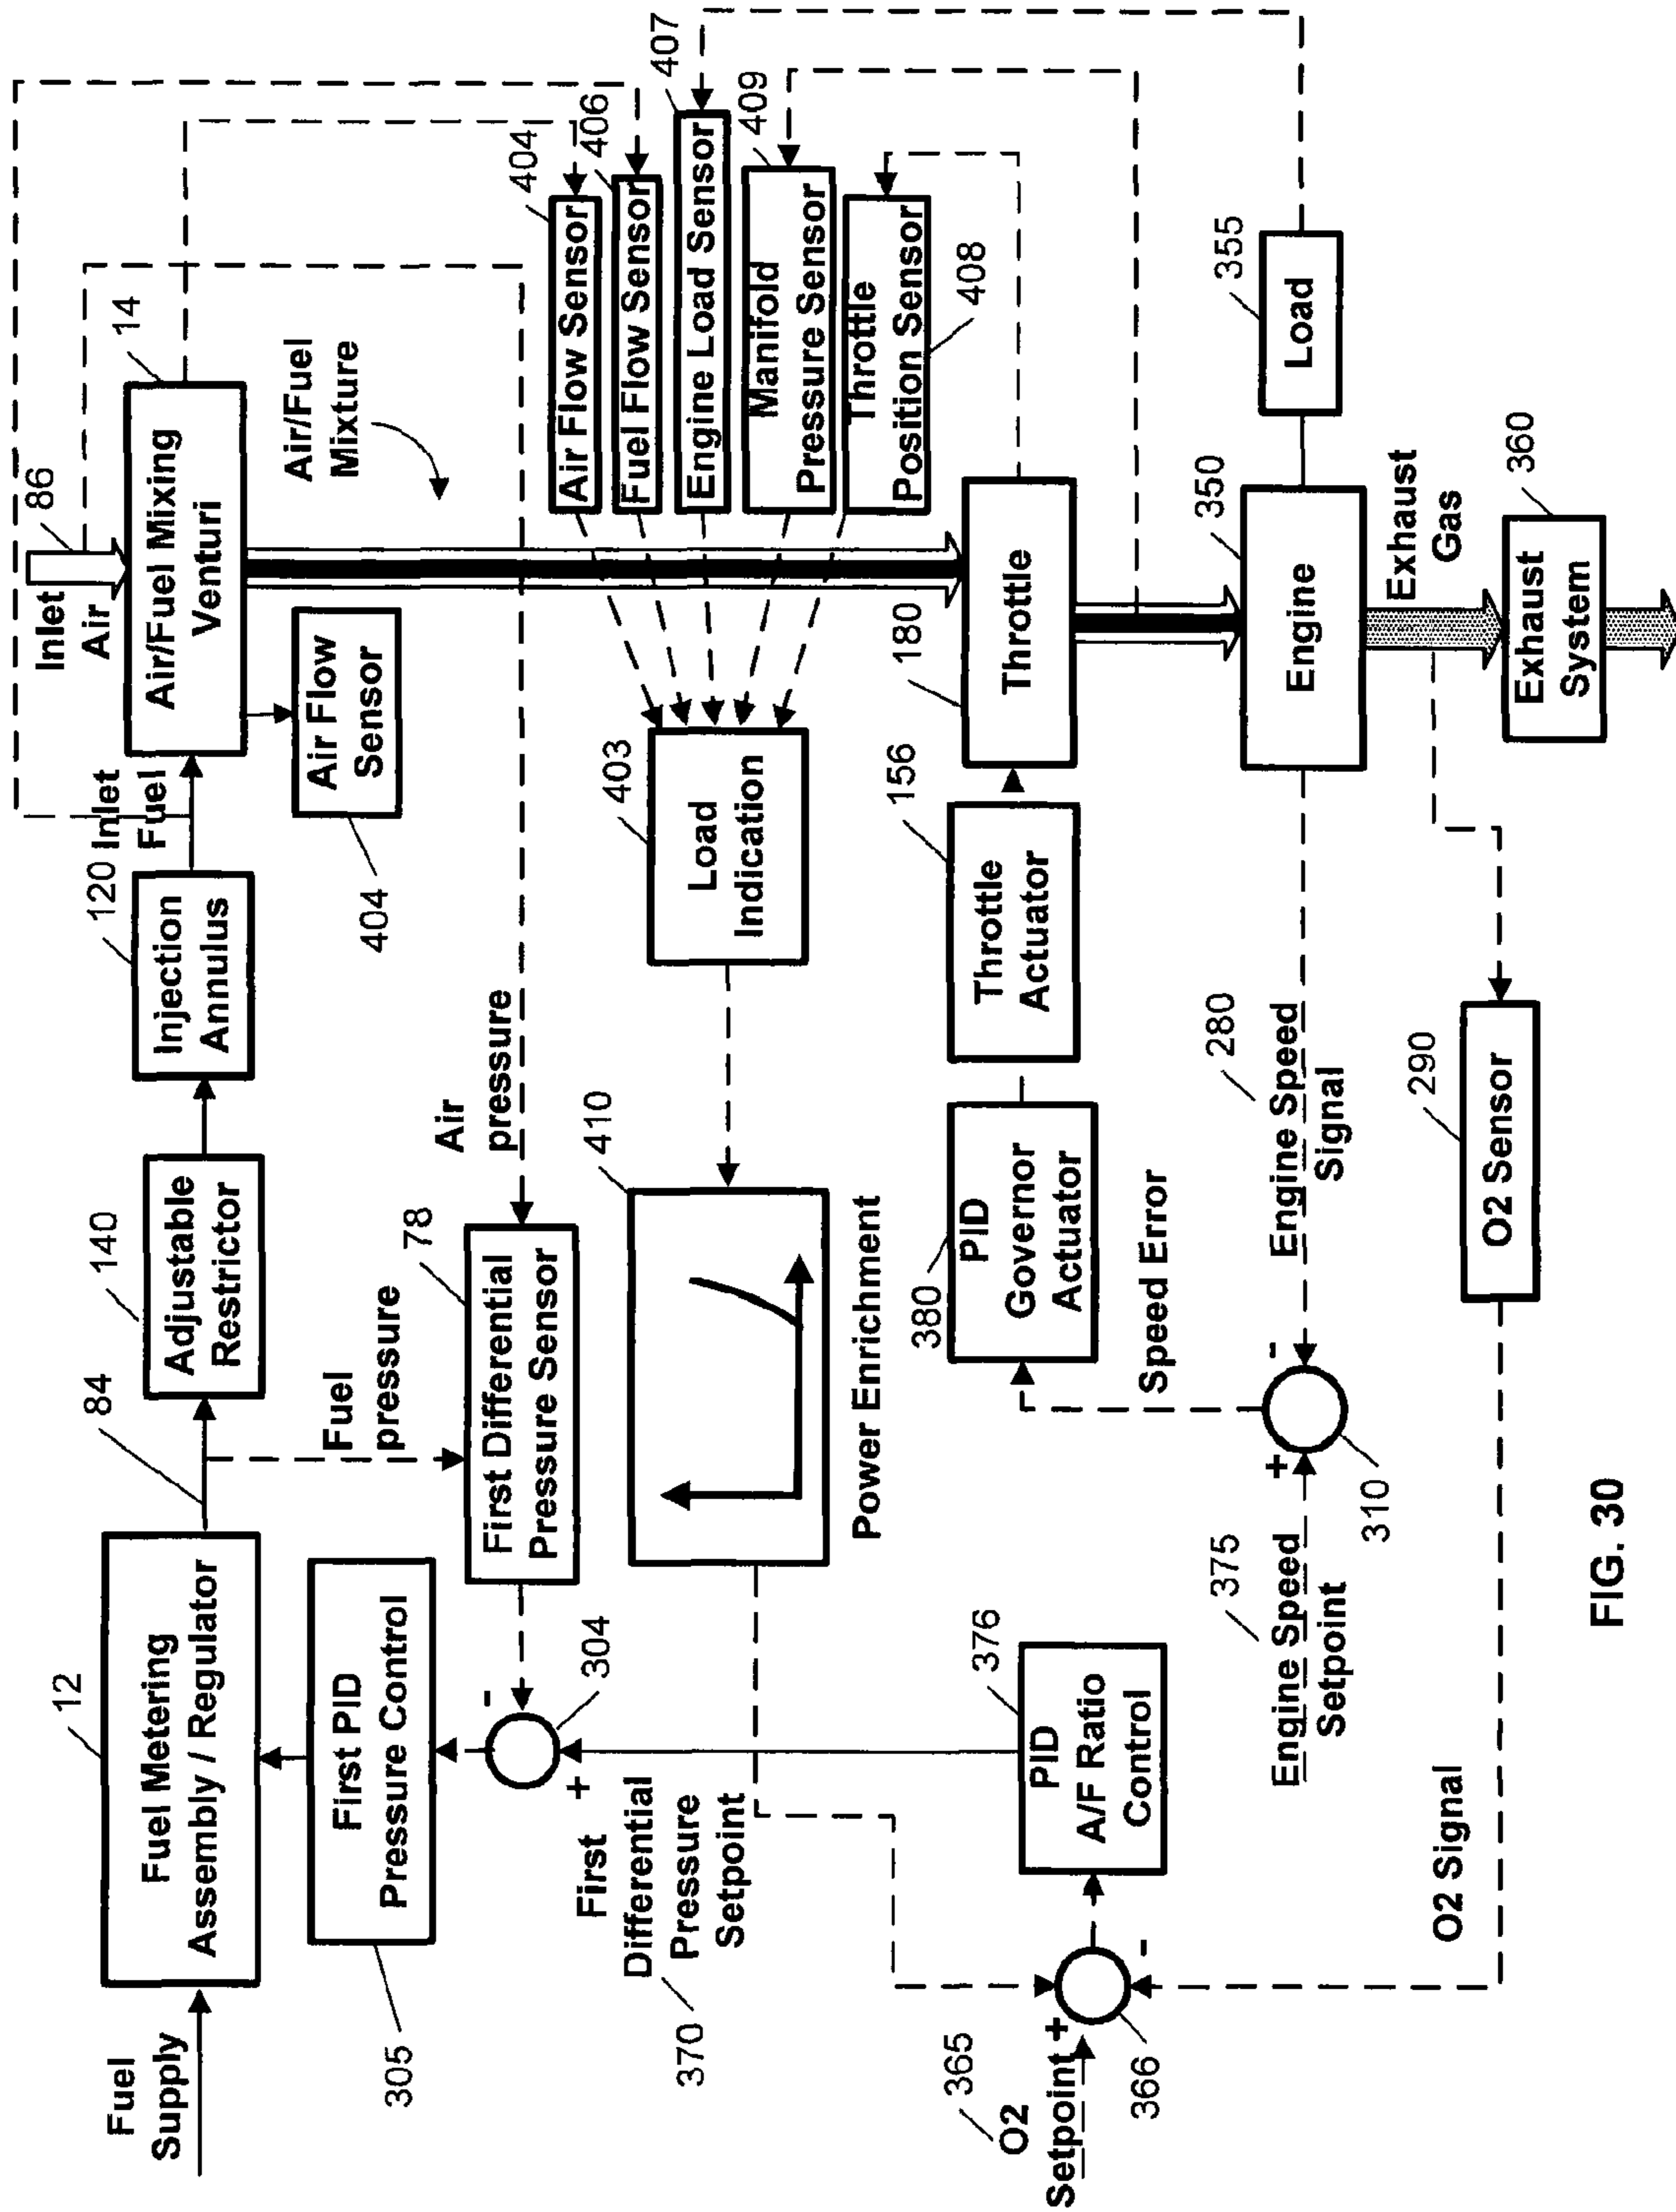 Fuel
Supply
12
Fuel Metering
Assembly / Regulator
84
140
Adjustable
Restrictor
120
Injection
Annulus
Inlet
Fuel
Inlet
Air
86
Air/Fuel Mixing
Venturi
14
305
First PID
Pressure Control
Fuel
pressure
Air Flow
Sensor
404
Air/Fuel
Mixture
-
304
+
78
First Differential
Pressure Sensor
Air
pressure
First
Differential
Pressure
Setpoint
370
410
Power Enrichment
403
Load
Indication
404
Air Flow Sensor
406
Fuel Flow Sensor
407
Engine Load Sensor
409
Manifold
Pressure Sensor
Throttle
Position Sensor
408
365
O2
Setpoint
+
-
366
376
PID
A/F Ratio
Control
380
PID
Governor
Actuator
156
Throttle
Actuator
180
Throttle
Speed Error
375
Engine Speed
Setpoint
+
-
310
280
Engine Speed
Signal
350
Engine
355
Load
Exhaust
Gas
O2 Signal
290
O2 Sensor
360
Exhaust
System
FIG. 30